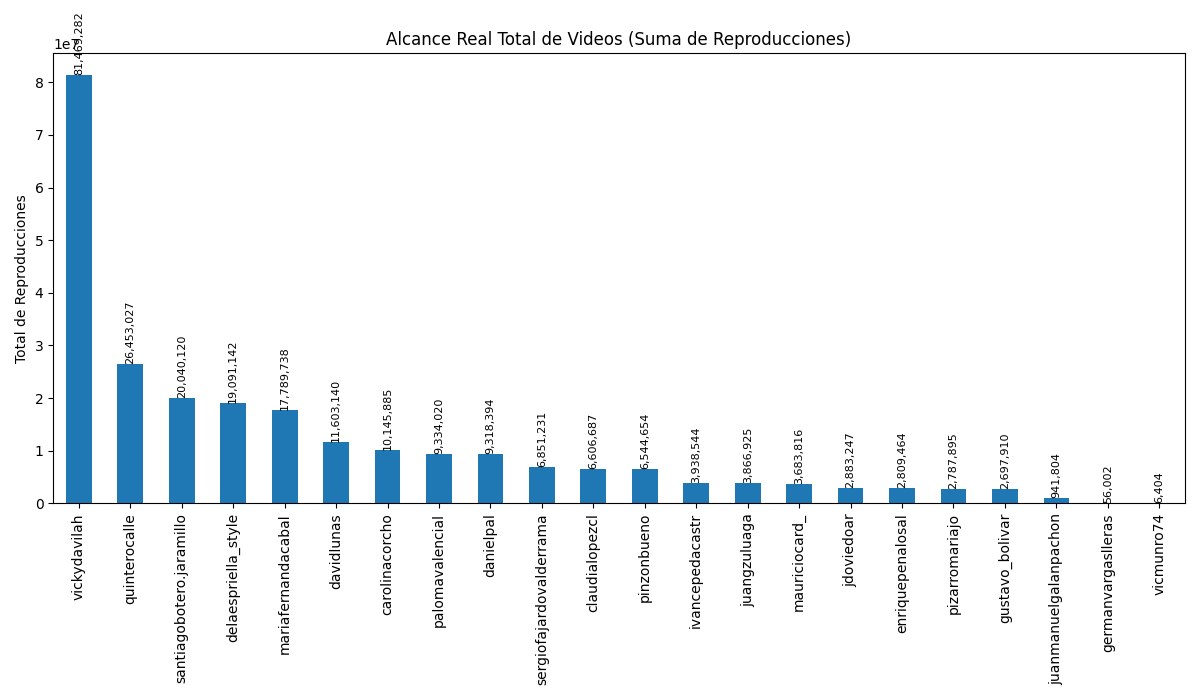 Alcance Real Total de Videos (Suma de Reproducciones)
1e7
Total de Reproducciones
8
7
6
5
4
3
2
1
0
81,469,282
26,453,027
20,040,120
19,091,142
17,789,738
11,603,140
10,145,885
9,334,020
9,318,394
6,851,231
6,606,687
6,544,654
3,938,544
3,866,925
3,683,816
2,883,247
2,809,464
2,787,895
2,697,910
941,804
56,002
6,404
vickydavilah
quinterocalle
santiagobotero.jaramillo
delaespriella_style
mariafernandacabal
davidlunas
carolinacorcho
palomavalencial
danielpal
sergiofajardovalderrama
claudialopezcl
pinzonbueno
ivancepedacastr
juangzuluaga
mauriciocard_
jdoviedoar
enriquepenalosal
pizarromariajo
gustavo_bolivar
juanmanuelgalanpachon
germanvargaslleras
vicmunro74